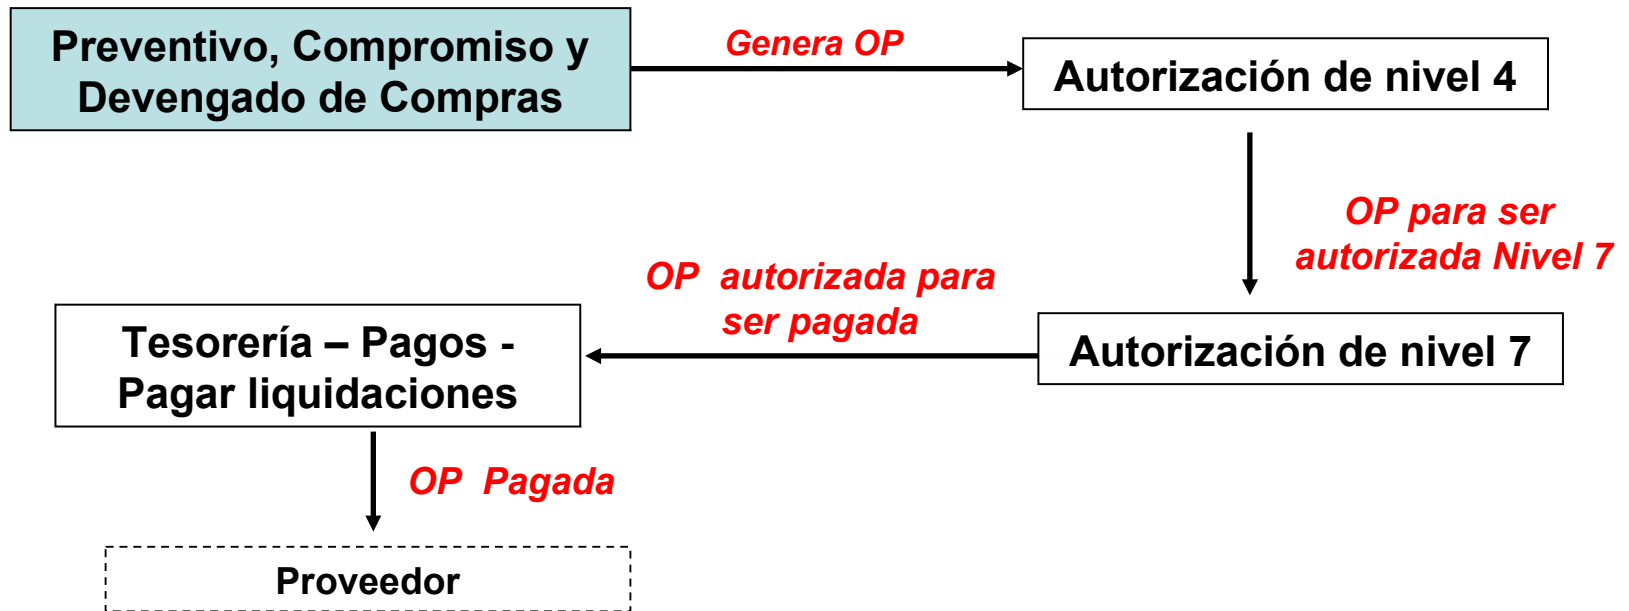 Preventivo, Compromiso y
Devengado de Compras
Genera OP
Autorización de nivel 4
OP para ser
autorizada Nivel 7
OP  autorizada para
ser pagada
Autorización de nivel 7
Tesorería – Pagos -
Pagar liquidaciones
OP  Pagada
Proveedor